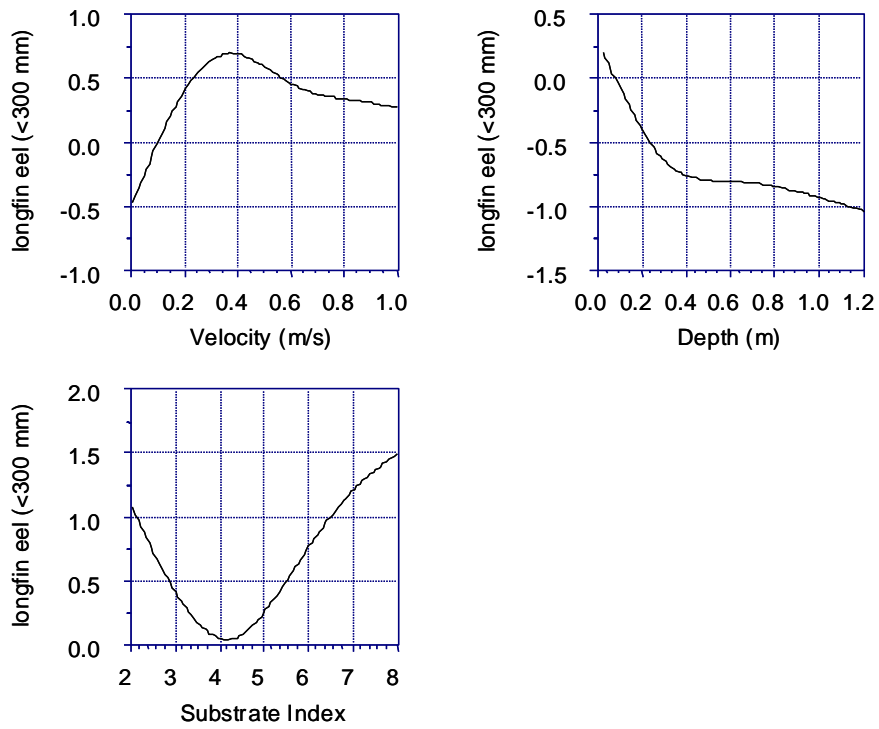 longfin eel (<300 mm)
1.0
0.5
0.0
-0.5
-1.0
0.0 0.2 0.4 0.6 0.8 1.0
Velocity (m/s)
longfin eel (<300 mm)
0.5
0.0
-0.5
-1.0
-1.5
0.0 0.2 0.4 0.6 0.8 1.0 1.2
Depth (m)
longfin eel (<300 mm)
2.0
1.5
1.0
0.5
0.0
2 3 4 5 6 7 8
Substrate Index